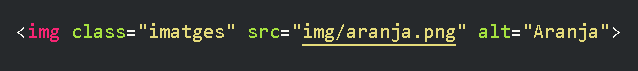 <img class="imatges" src="img/aranja.png" alt="Aranja">